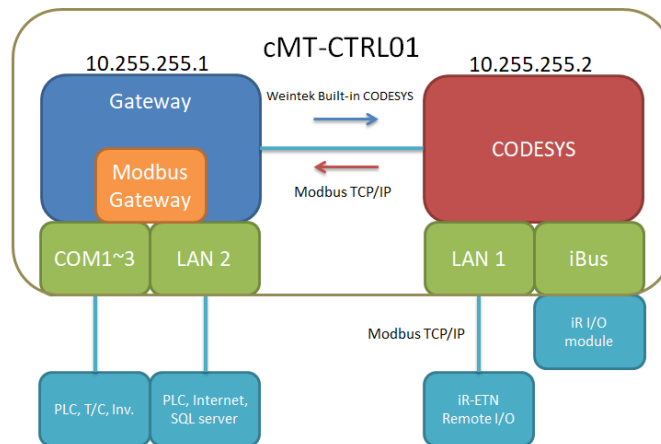 cMT-CTRL01
10.255.255.1
10.255.255.2
Gateway
Weintek Built-in CODESYS
CODESYS
Modbus
Gateway
Modbus TCP/IP
COM1~3
LAN 2
LAN 1
iBus
Modbus TCP/IP
iR I/O
module
PLC, T/C, Inv.
PLC, Internet,
SQL server
iR-ETN
Remote I/O